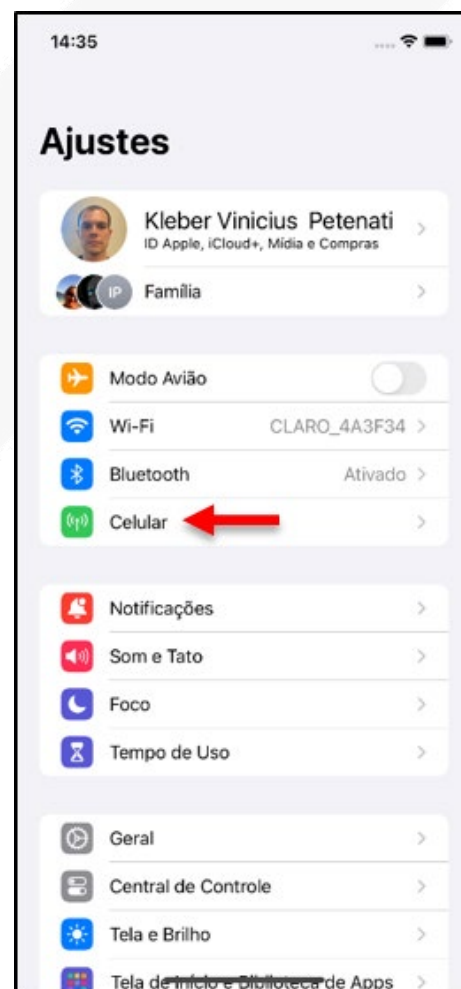 14:35
Ajustes
Kleber Vinicius Petenati
ID Apple, iCloud+, Mídia e Compras
IP
Família
Modo Avião
Wi-Fi CLARO_4A3F34
Bluetooth Ativado
Celular
Notificações
Som e Tato
Foco
Tempo de Uso
Geral
Central de Controle
Tela e Brilho
Tela de Início e Biblioteca de Apps